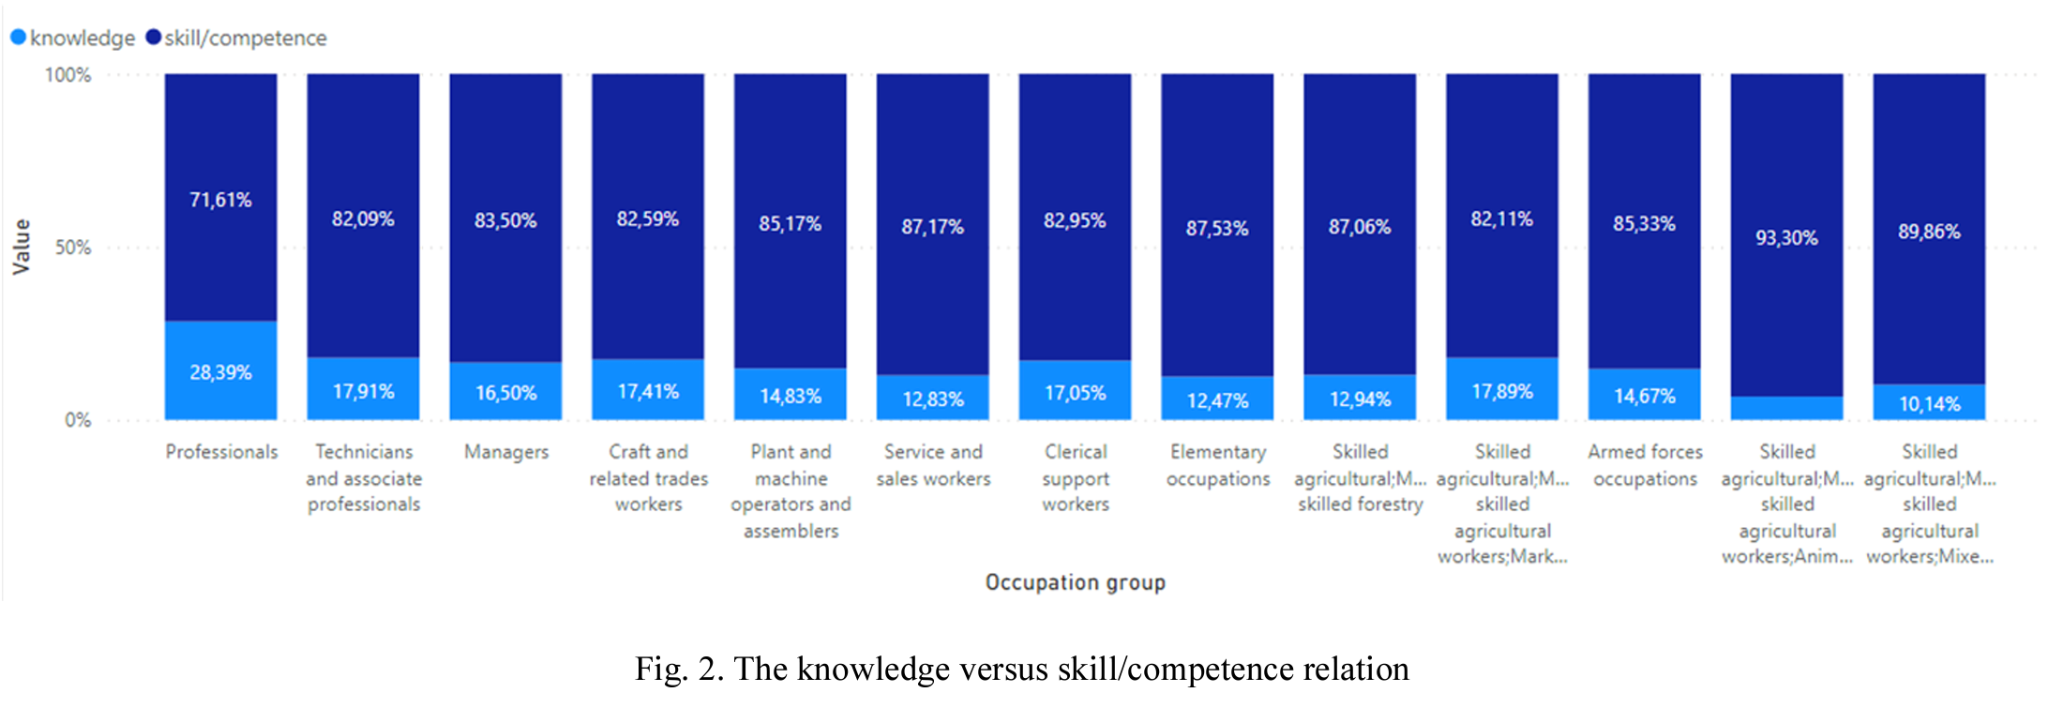 knowledge skill/competence
100%
50%
0%
Value
71,61%
82,09%
83,50%
82,59%
85,17%
87,17%
82,95%
87,53%
87,06%
82,11%
85,33%
93,30%
89,86%
28,39%
17,91%
16,50%
17,41%
14,83%
12,83%
17,05%
12,47%
12,94%
17,89%
14,67%
10,14%
Professionals
Technicians
and associate
professionals
Managers
Craft and
related trades
workers
Plant and
machine
operators and
assemblers
Service and
sales workers
Clerical
support
workers
Elementary
occupations
Skilled
agricultural;M...
skilled forestry
Skilled
agricultural;M...
skilled
agricultural
workers;Mark...
Armed forces
occupations
Skilled
agricultural;M...
skilled
agricultural
workers;Anim...
Skilled
agricultural;M...
skilled
agricultural
workers;Mixe...
Occupation group
Fig. 2. The knowledge versus skill/competence relation